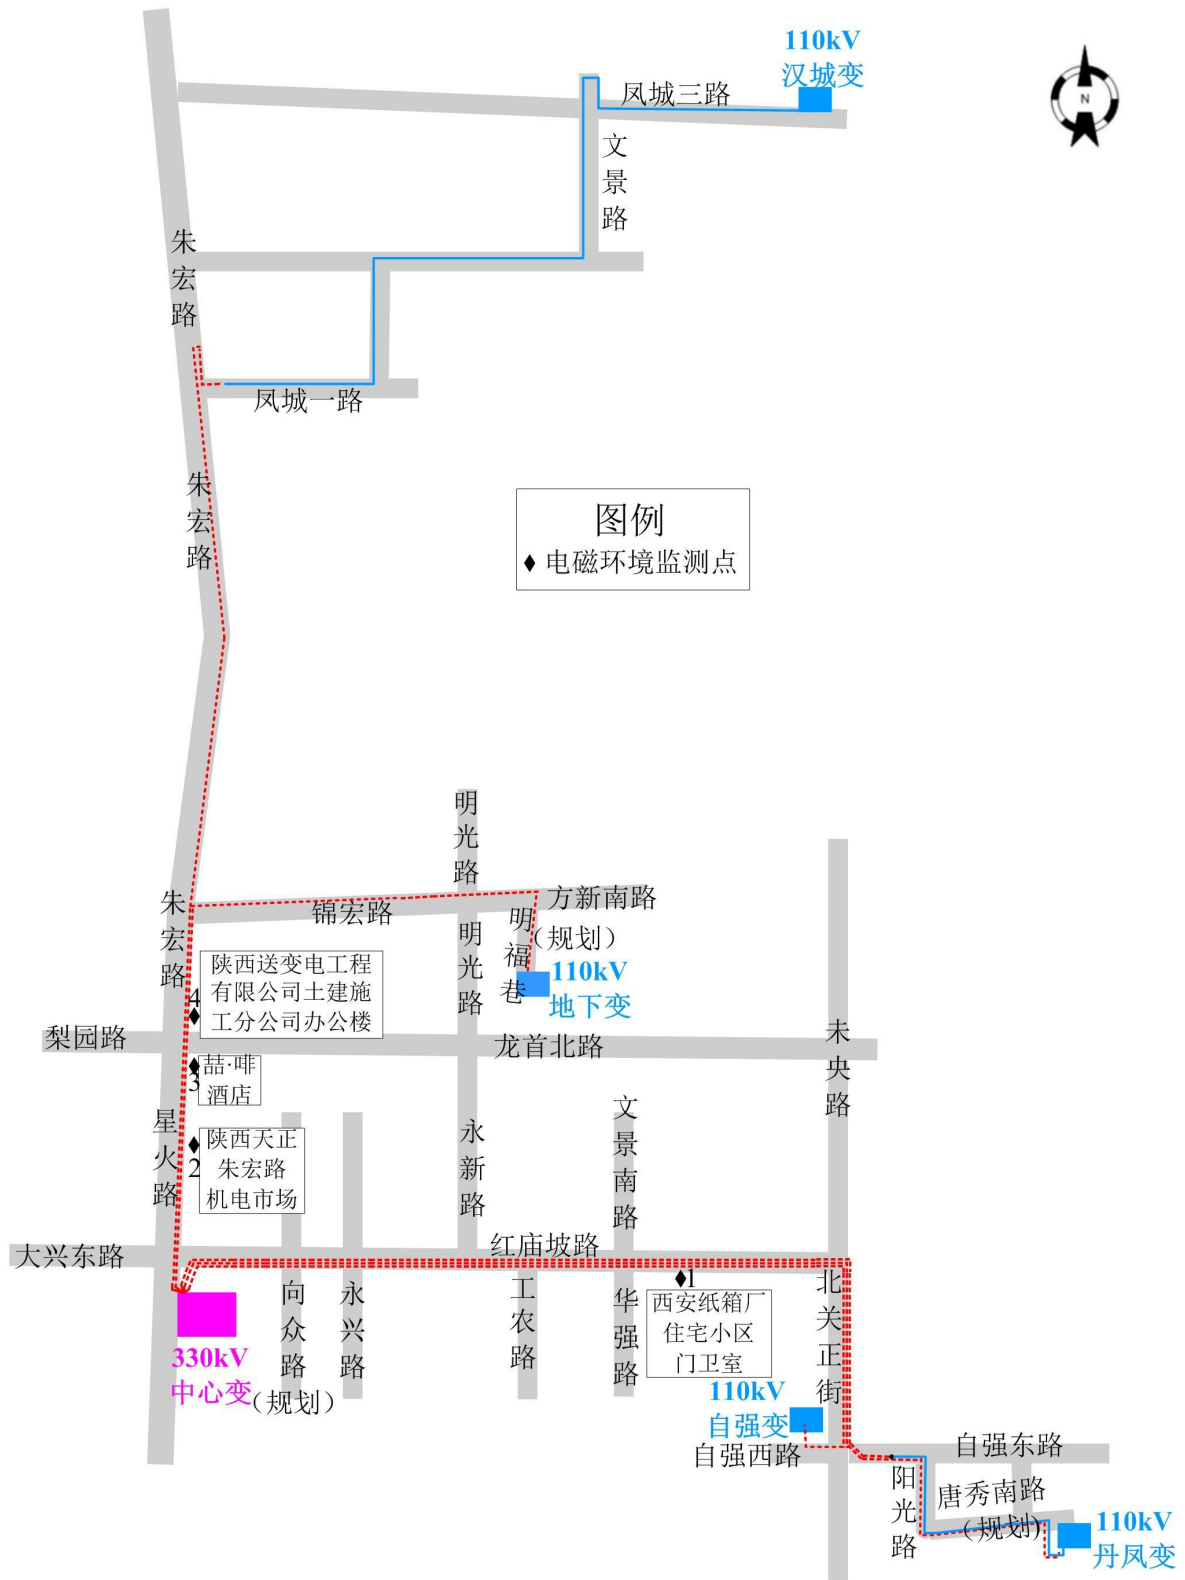 110kV
汉城变
N
凤城三路
文景路
朱宏路
凤城一路
朱宏路
图例
电磁环境监测点
明光路
朱宏路
锦宏路
方新南路
明福巷
（规划）
明光路
陕西送变电工程
有限公司土建施
工分公司办公楼
4
110kV
地下变
梨园路
龙首北路
未央路
喆·啡
酒店
3
星火路
陕西天正
朱宏路
机电市场
2
永新路
文景南路
大兴东路
红庙坡路
1
西安纸箱厂
住宅小区
门卫室
向众路
（规划）
永兴路
工农路
华强路
北关正街
330kV
中心变
110kV
自强变
自强西路
自强东路
阳光路
唐秀南路
（规划）
110kV
丹凤变